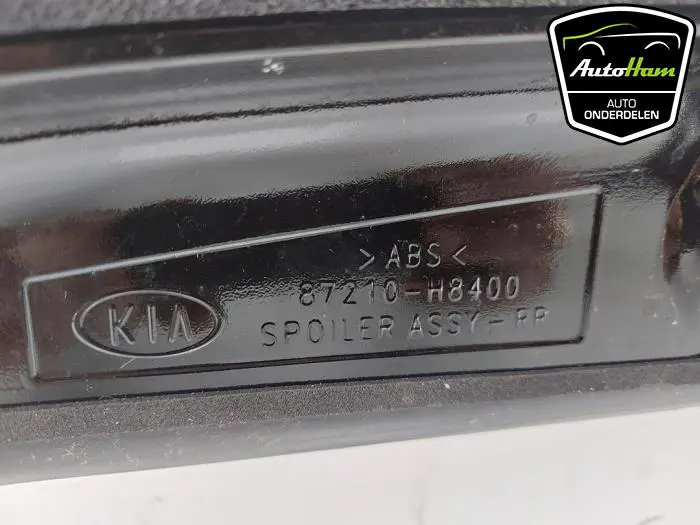 AutoHam
AUTO
ONDERDELEN
>ABS<
87210-H8400
KIA
SPOILER ASSY-RR